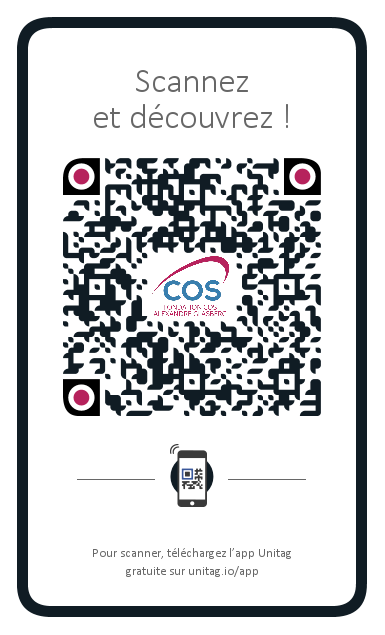 Scannez
et découvrez !
COS
FONDATION COS
ALEXANDRE GLASBERG
Pour scanner, téléchargez l'app Unitag
gratuite sur unitag.io/app